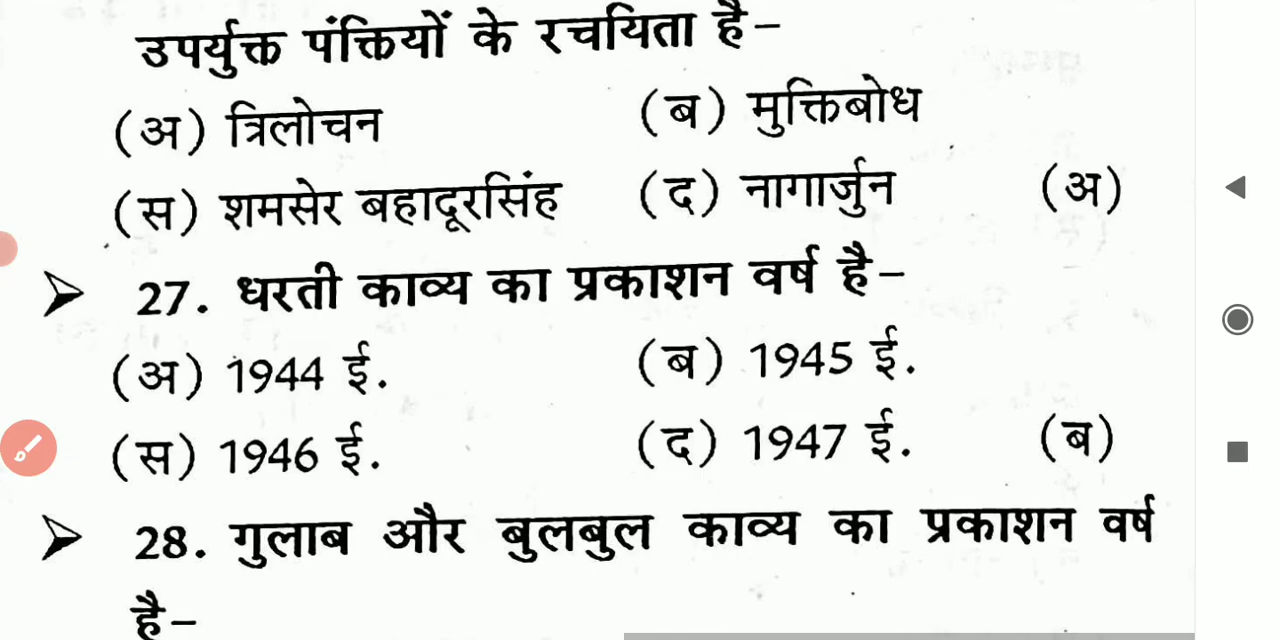 उपर्युक्त पंक्तियों के रचयिता है-
(अ) त्रिलोचन (ब) मुक्तिबोध
(स) शमसेर बहादूरसिंह (द) नागार्जुन (अ)
➢ 27. धरती काव्य का प्रकाशन वर्ष है-
(अ) 1944 ई. (ब) 1945 ई.
(स) 1946 ई. (द) 1947 ई. (ब)
➢ 28. गुलाब और बुलबुल काव्य का प्रकाशन वर्ष
है-